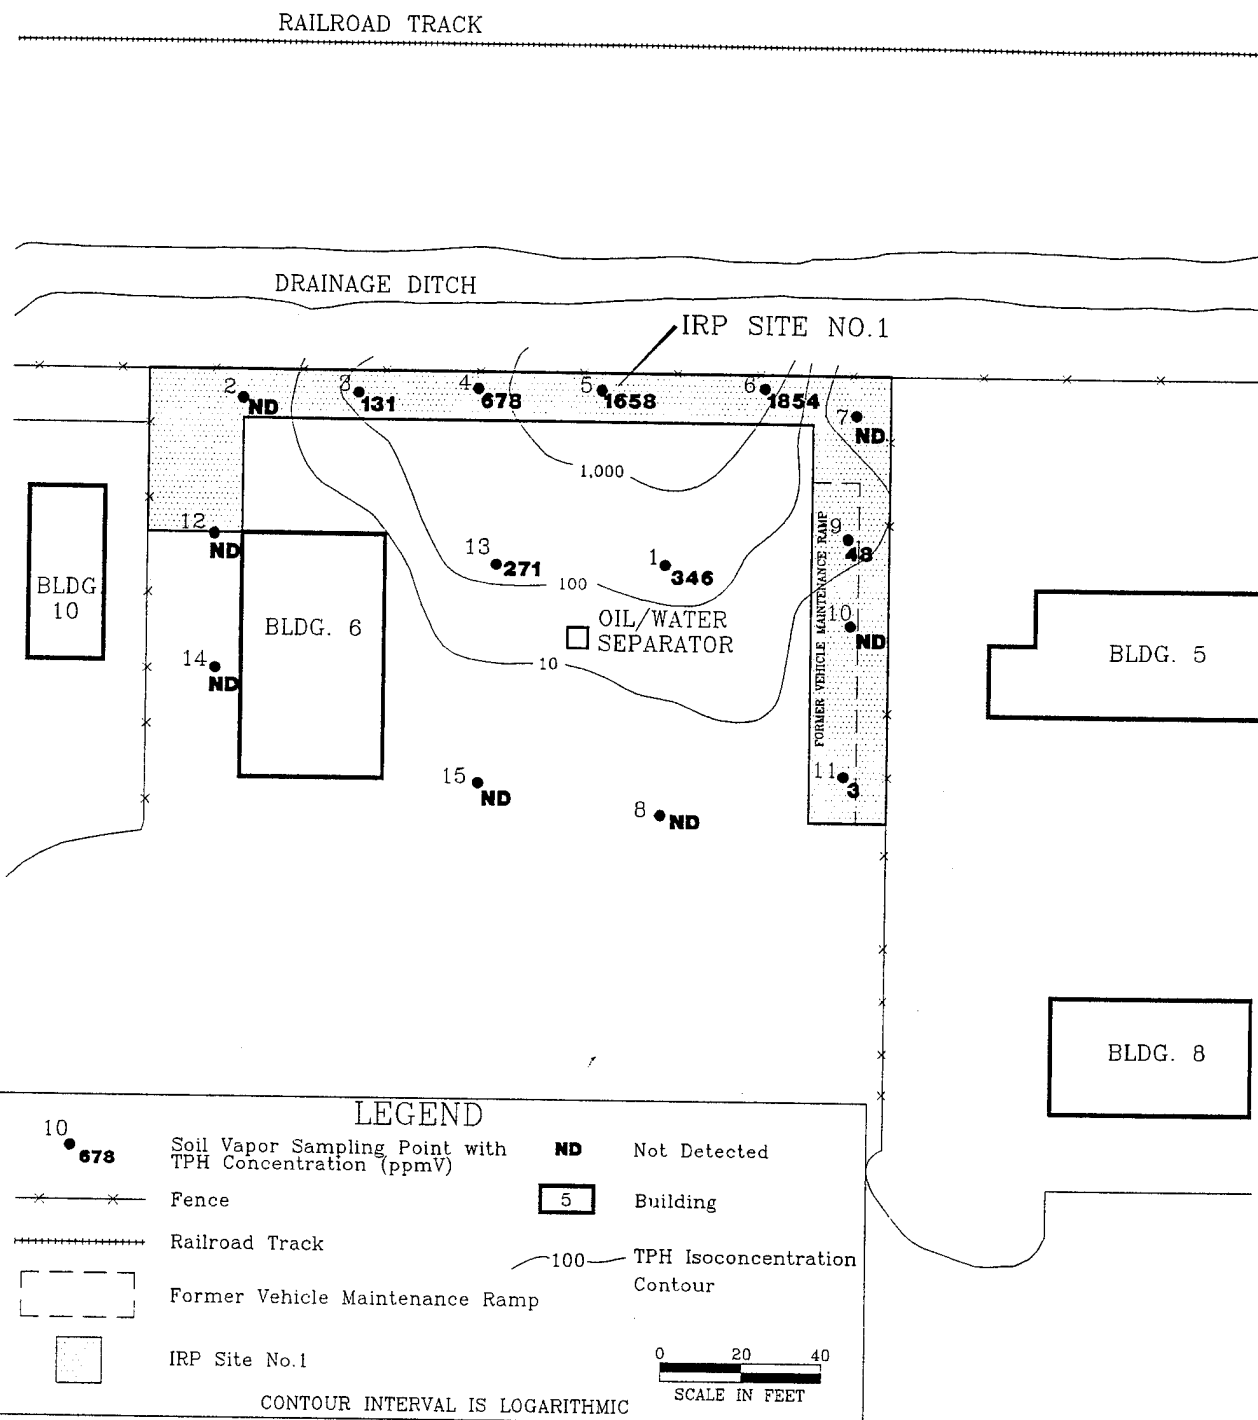 RAILROAD TRACK
DRAINAGE DITCH
IRP SITE NO.1
2
ND
3
131
4
678
5
1658
6
1854
7
ND
1,000
12
ND
13
271
1
346
9
48
100
BLDG.
10
BLDG. 6
OIL/WATER
SEPARATOR
FORMER VEHICLE MAINTENANCE RAMP
10
ND
BLDG. 5
14
ND
10
15
ND
8
ND
11
3
BLDG. 8
LEGEND
10
678
Soil Vapor Sampling Point with
TPH Concentration (ppmV)
ND
Not Detected
Fence
5
Building
Railroad Track
100
TPH Isoconcentration
Contour
Former Vehicle Maintenance Ramp
IRP Site No.1
0 20 40
SCALE IN FEET
CONTOUR INTERVAL IS LOGARITHMIC